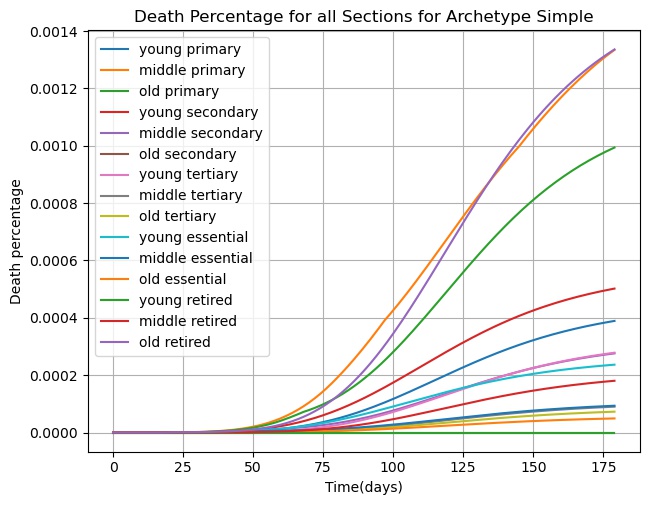 Death Percentage for all Sections for Archetype Simple
0.0014
0.0012
0.0010
0.0008
0.0006
0.0004
0.0002
0.0000
Death percentage
young primary
middle primary
old primary
young secondary
middle secondary
old secondary
young tertiary
middle tertiary
old tertiary
young essential
middle essential
old essential
young retired
middle retired
old retired
0 25 50 75 100 125 150 175
Time(days)